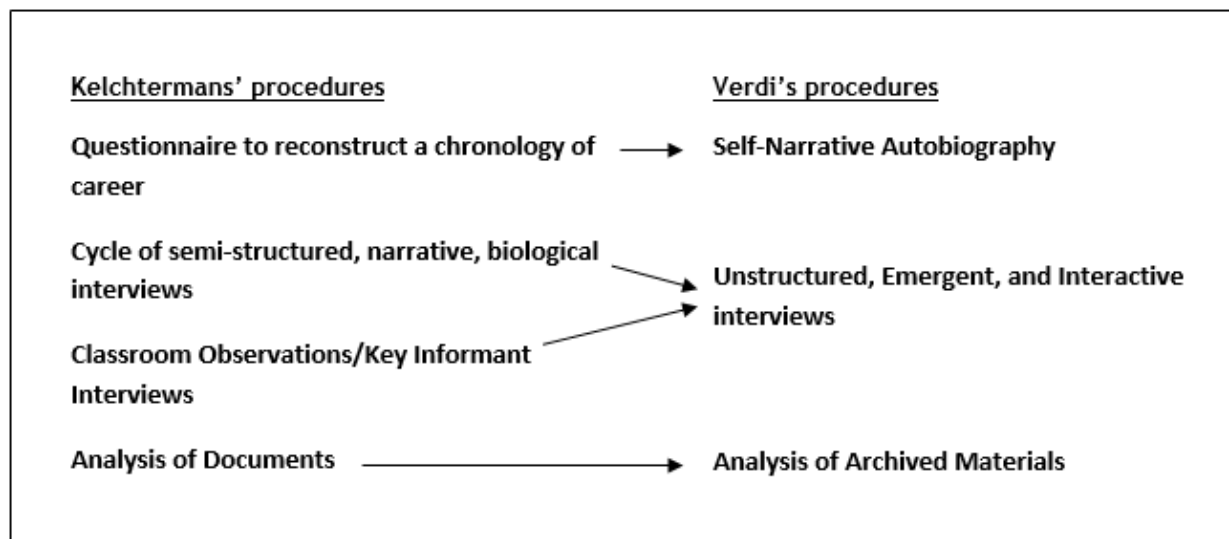 Kelchtermans’ procedures
Verdi’s procedures
Questionnaire to reconstruct a chronology of
career
Self-Narrative Autobiography
Cycle of semi-structured, narrative, biological
interviews
Unstructured, Emergent, and Interactive
interviews
Classroom Observations/Key Informant
Interviews
Analysis of Documents
Analysis of Archived Materials